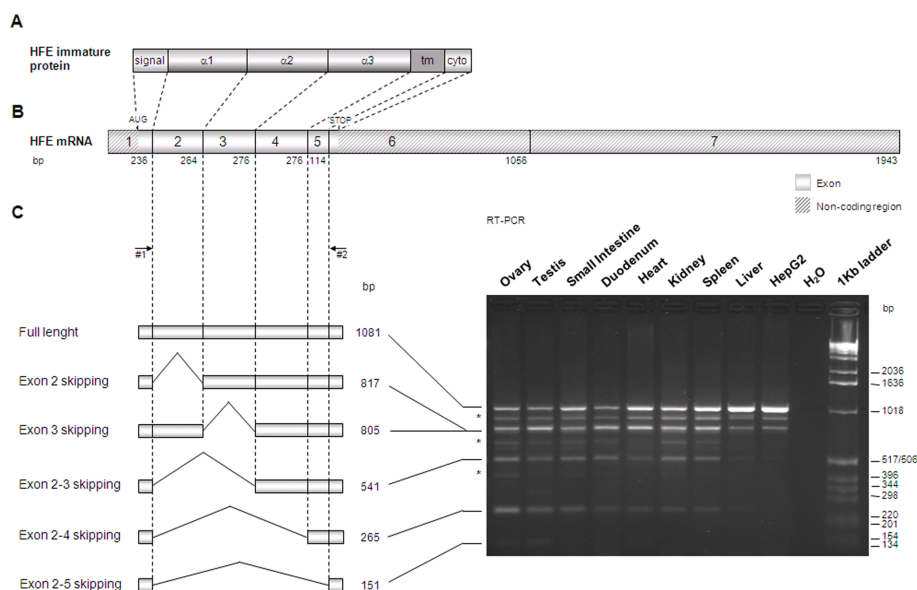 A
HFE immature protein
signal α1 α2 α3 tm cyto
B
AUG STOP
HFE mRNA 1 2 3 4 5 6 7
bp 236 264 276 276 114 1056 1943
Exon
Non-coding region
C
#1 #2
bp
Full lenght 1081
Exon 2 skipping 817
Exon 3 skipping 805
Exon 2-3 skipping 541
Exon 2-4 skipping 265
Exon 2-5 skipping 151
RT-PCR
Ovary Testis Small Intestine Duodenum Heart Kidney Spleen Liver HepG2 H₂O 1Kb ladder
bp
2036
1636
1018
517/506
396
344
298
220
201
154
134
*
*
*